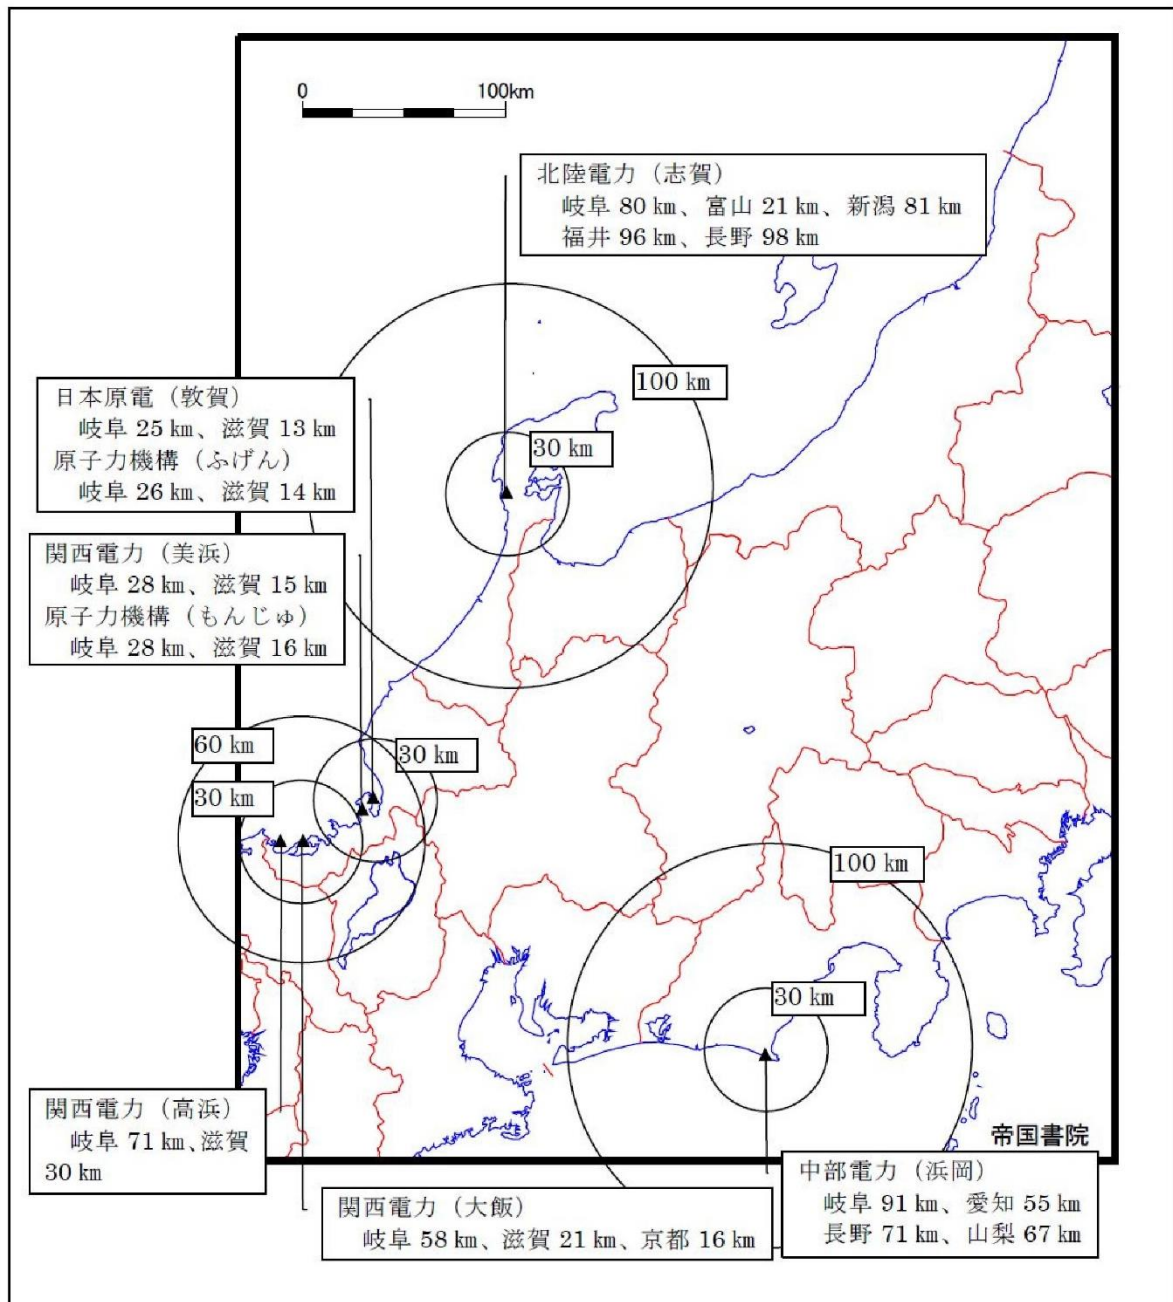 0 100km
北陸電力（志賀）
岐阜 80 ㎞、富山 21 ㎞、新潟 81 ㎞
福井 96 ㎞、長野 98 ㎞
100 ㎞
30 ㎞
日本原電（敦賀）
岐阜 25 ㎞、滋賀 13 ㎞
原子力機構（ふげん）
岐阜 26 ㎞、滋賀 14 ㎞
関西電力（美浜）
岐阜 28 ㎞、滋賀 15 ㎞
原子力機構（もんじゅ）
岐阜 28 ㎞、滋賀 16 ㎞
60 ㎞
30 ㎞
30 ㎞
100 ㎞
30 ㎞
関西電力（高浜）
岐阜 71 ㎞、滋賀
30 ㎞
帝国書院
中部電力（浜岡）
岐阜 91 ㎞、愛知 55 ㎞
長野 71 ㎞、山梨 67 ㎞
関西電力（大飯）
岐阜 58 ㎞、滋賀 21 ㎞、京都 16 ㎞